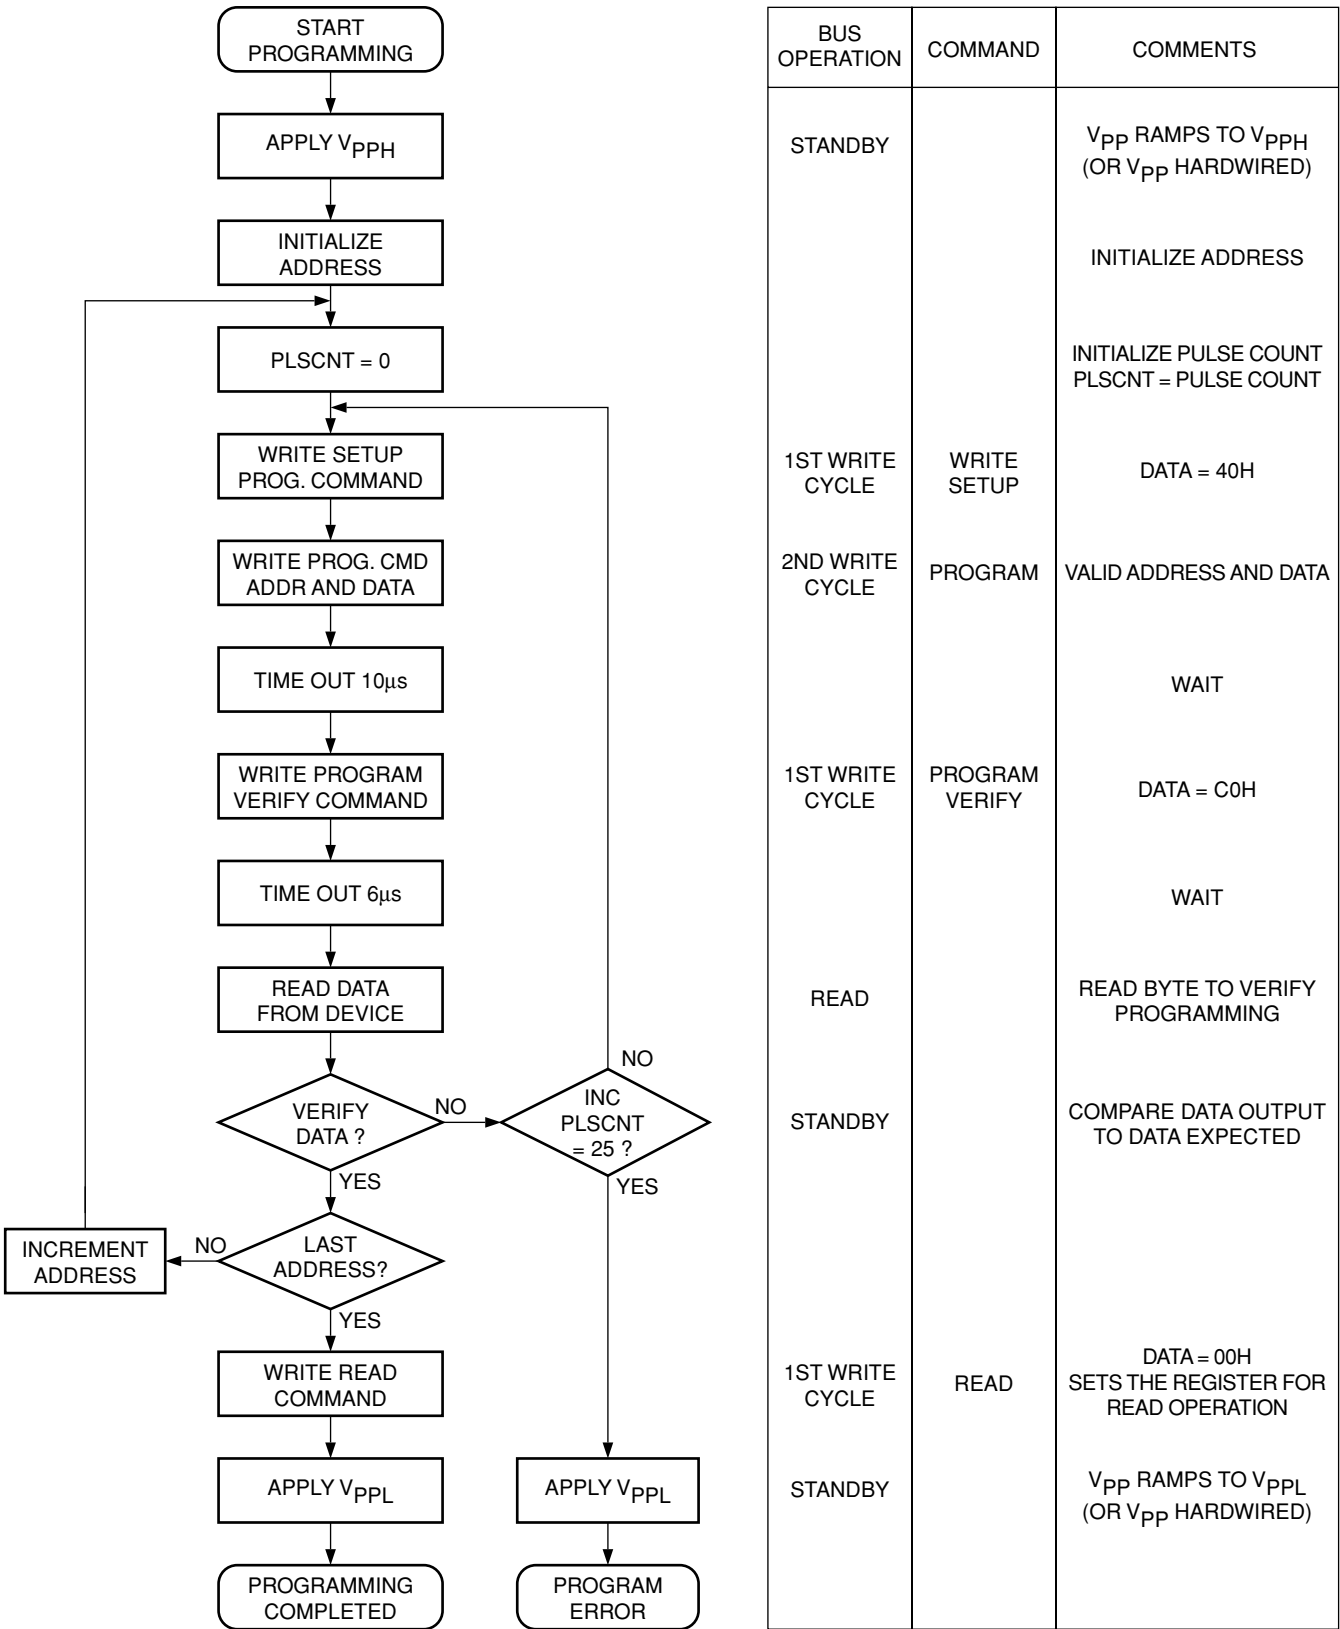 START
PROGRAMMING
APPLY VPPH
INITIALIZE
ADDRESS
PLSCNT = 0
WRITE SETUP
PROG. COMMAND
WRITE PROG. CMD
ADDR AND DATA
TIME OUT 10µs
WRITE PROGRAM
VERIFY COMMAND
TIME OUT 6µs
READ DATA
FROM DEVICE
VERIFY
DATA ?
NO
YES
INC
PLSCNT
= 25 ?
NO
YES
LAST
ADDRESS?
NO
YES
INCREMENT
ADDRESS
WRITE READ
COMMAND
APPLY VPPL
PROGRAMMING
COMPLETED
APPLY VPPL
PROGRAM
ERROR
BUS
OPERATION
COMMAND
COMMENTS
STANDBY
VPP RAMPS TO VPPH
(OR VPP HARDWIRED)
INITIALIZE ADDRESS
INITIALIZE PULSE COUNT
PLSCNT = PULSE COUNT
1ST WRITE
CYCLE
WRITE
SETUP
DATA = 40H
2ND WRITE
CYCLE
PROGRAM
VALID ADDRESS AND DATA
WAIT
1ST WRITE
CYCLE
PROGRAM
VERIFY
DATA = C0H
WAIT
READ
READ BYTE TO VERIFY
PROGRAMMING
STANDBY
COMPARE DATA OUTPUT
TO DATA EXPECTED
1ST WRITE
CYCLE
READ
DATA = 00H
SETS THE REGISTER FOR
READ OPERATION
STANDBY
VPP RAMPS TO VPPL
(OR VPP HARDWIRED)